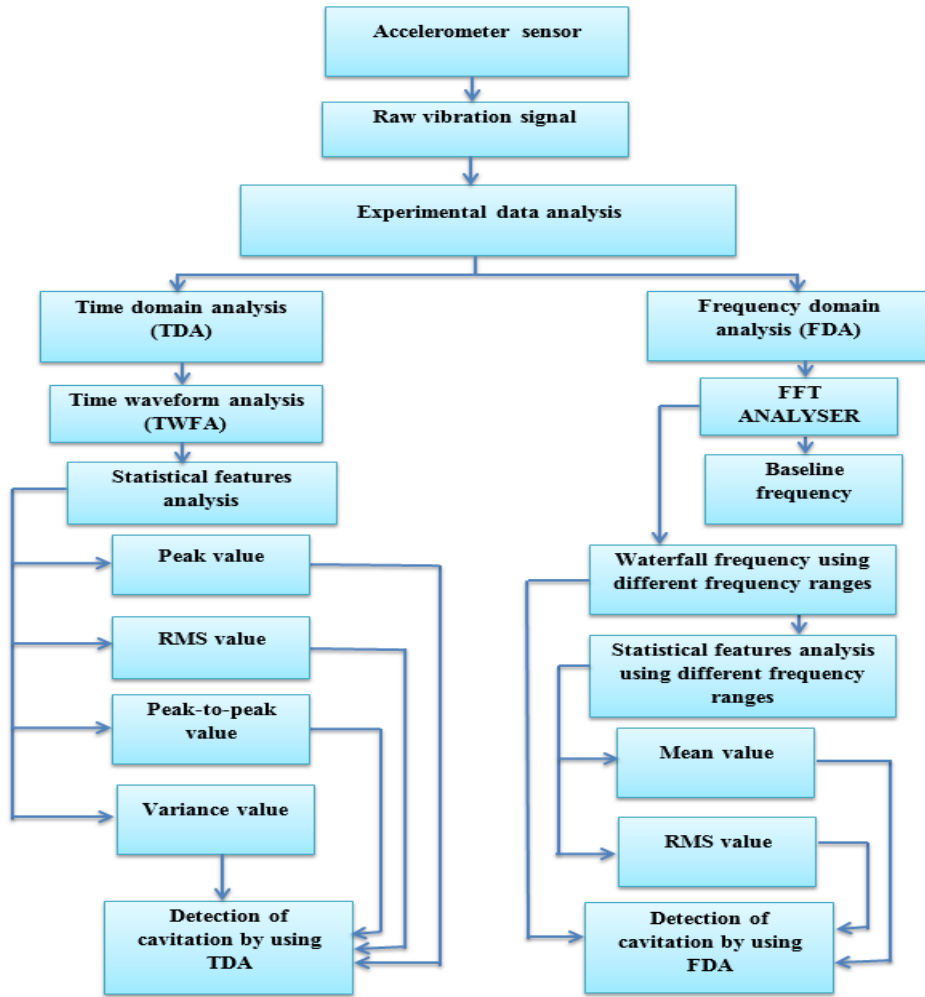 Accelerometer sensor
Raw vibration signal
Experimental data analysis
Time domain analysis
(TDA)
Time waveform analysis
(TWFA)
Statistical features
analysis
Peak value
RMS value
Peak-to-peak
value
Variance value
Detection of
cavitation by using
TDA
Frequency domain
analysis (FDA)
FFT
ANALYSER
Baseline
frequency
Waterfall frequency using
different frequency ranges
Statistical features analysis
using different frequency
ranges
Mean value
RMS value
Detection of
cavitation by using
FDA